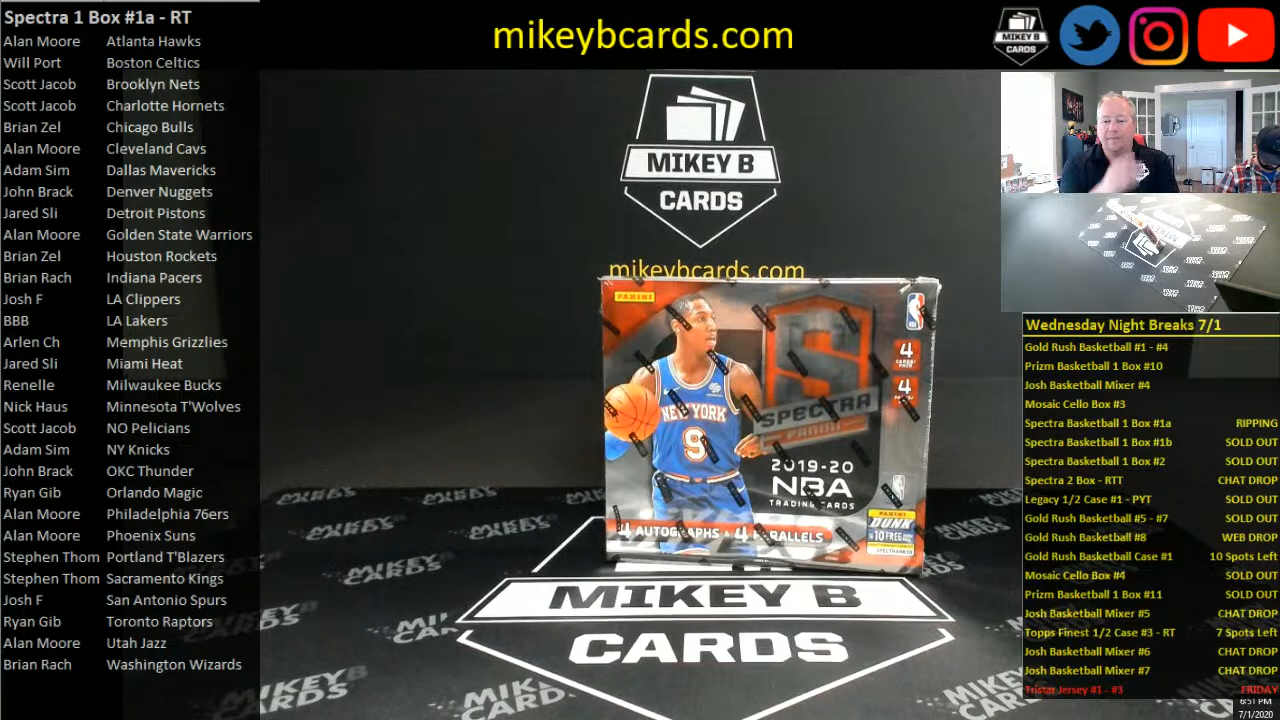 Spectra 1 Box #1a - RT
Alan Moore Atlanta Hawks
Will Port Boston Celtics
Scott Jacob Brooklyn Nets
Scott Jacob Charlotte Hornets
Brian Zel Chicago Bulls
Alan Moore Cleveland Cavs
Adam Sim Dallas Mavericks
John Brack Denver Nuggets
Jared Sli Detroit Pistons
Alan Moore Golden State Warriors
Brian Zel Houston Rockets
Brian Rach Indiana Pacers
Josh F LA Clippers
BBB LA Lakers
Arlen Ch Memphis Grizzlies
Jared Sli Miami Heat
Renelle Milwaukee Bucks
Nick Haus Minnesota T'Wolves
Scott Jacob NO Pelicians
Adam Sim NY Knicks
John Brack OKC Thunder
Ryan Gib Orlando Magic
Alan Moore Philadelphia 76ers
Alan Moore Phoenix Suns
Stephen Thom Portland T'Blazers
Stephen Thom Sacramento Kings
Josh F San Antonio Spurs
Ryan Gib Toronto Raptors
Alan Moore Utah Jazz
Brian Rach Washington Wizards
mikeybcards.com
MIKEY B
CARDS
MIKEY B
CARDS
mikeybcards.com
PANINI
4
4
SPECTRA
PANINI
NEW YORK
9
2019-20
NBA
TRADING CARDS
4 AUTOGRAPHS & 4 PARALLELS
PANINI
DUNK
10 FREE
MIKEY B
CARDS
Wednesday Night Breaks 7/1
Gold Rush Basketball #1 - #4
Prizm Basketball 1 Box #10
Josh Basketball Mixer #4
Mosaic Cello Box #3
Spectra Basketball 1 Box #1a RIPPING
Spectra Basketball 1 Box #1b SOLD OUT
Spectra Basketball 1 Box #2 SOLD OUT
Spectra 2 Box - RTT CHAT DROP
Legacy 1/2 Case #1 - PYT SOLD OUT
Gold Rush Basketball #5 - #7 SOLD OUT
Gold Rush Basketball #8 WEB DROP
Gold Rush Basketball Case #1 10 Spots Left
Mosaic Cello Box #4 SOLD OUT
Prizm Basketball 1 Box #11 SOLD OUT
Josh Basketball Mixer #5 CHAT DROP
Topps Finest 1/2 Case #3 - RT 7 Spots Left
Josh Basketball Mixer #6 CHAT DROP
Josh Basketball Mixer #7 CHAT DROP
Tristar Jersey #1 - #3 FRIDAY
6:51 PM
7/1/2020